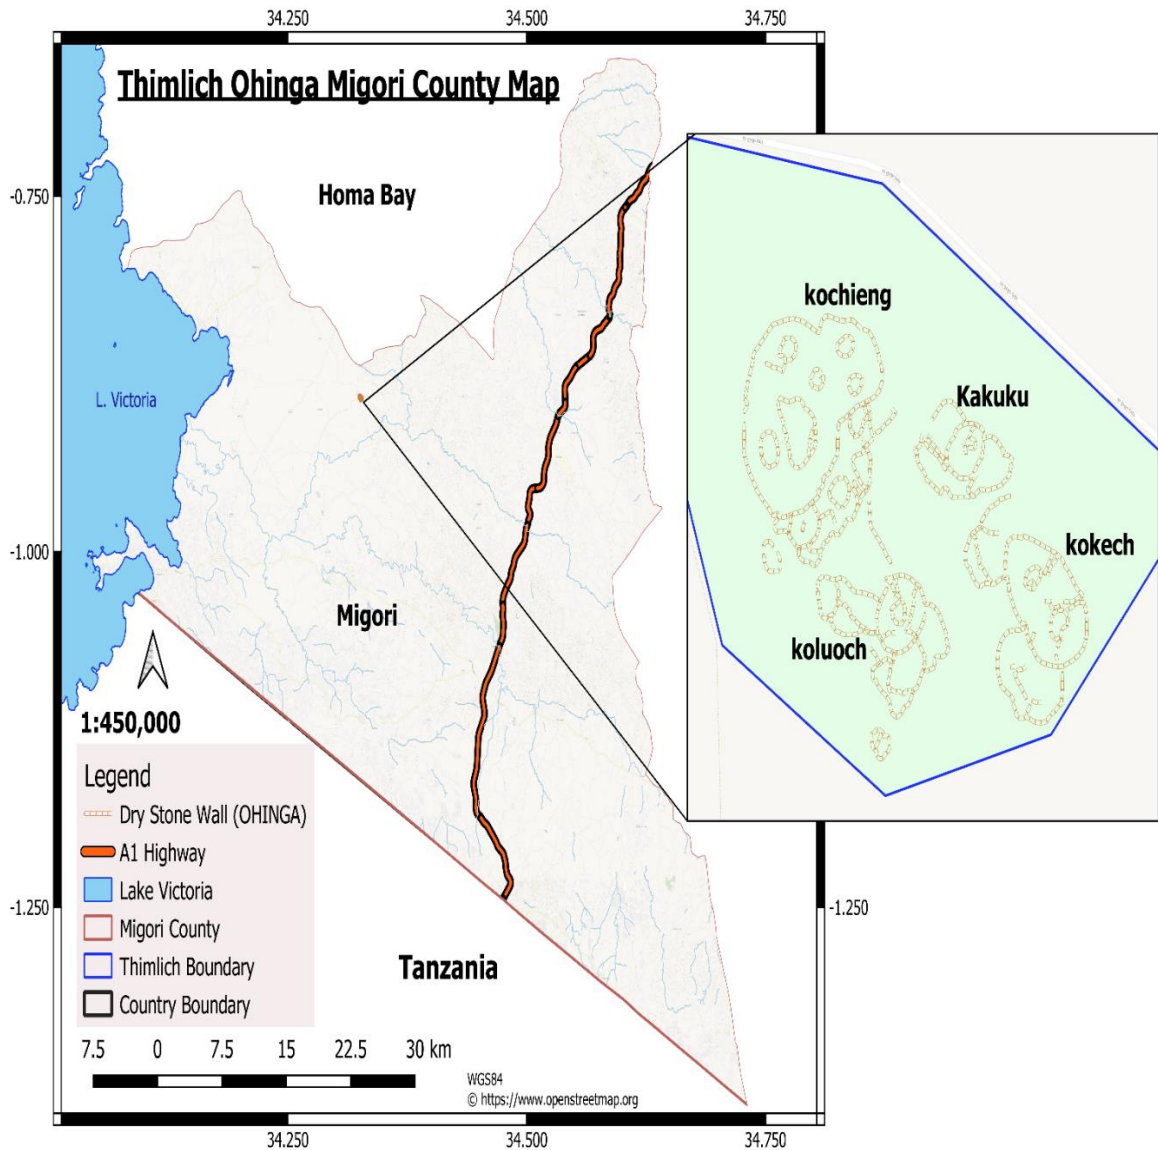 34.250
34.500
34.750
Thimlich Ohinga Migori County Map
-0.750
Homa Bay
kochieng
L. Victoria
Kakuku
-1.000
kokech
Migori
koluoch
1:450,000
Legend
Dry Stone Wall (OHINGA)
A1 Highway
Lake Victoria
-1.250
-1.250
Migori County
Thimlich Boundary
Tanzania
Country Boundary
7.5 0 7.5 15 22.5 30 km
WGS84
© https://www.openstreetmap.org
34.250
34.500
34.750